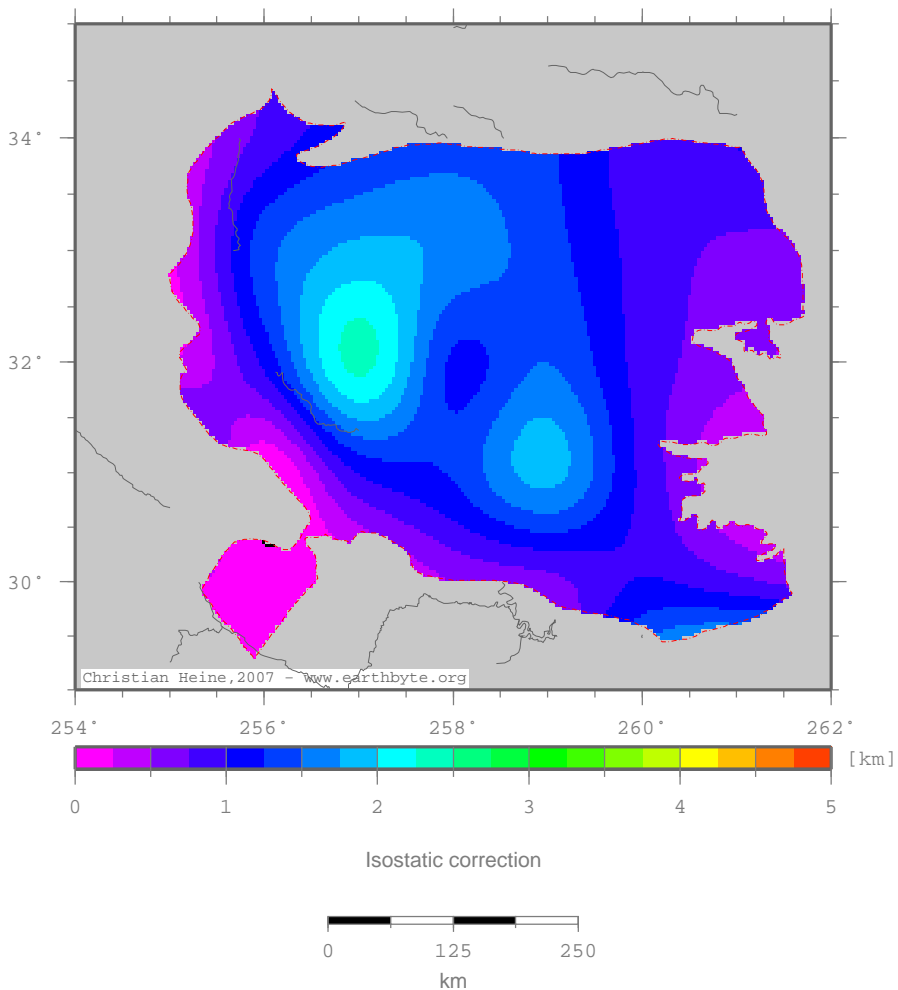 34°
32°
30°
Christian Heine,2007 – www.earthbyte.org
254° 256° 258° 260° 262°
[km]
0 1 2 3 4 5
Isostatic correction
0 125 250
km